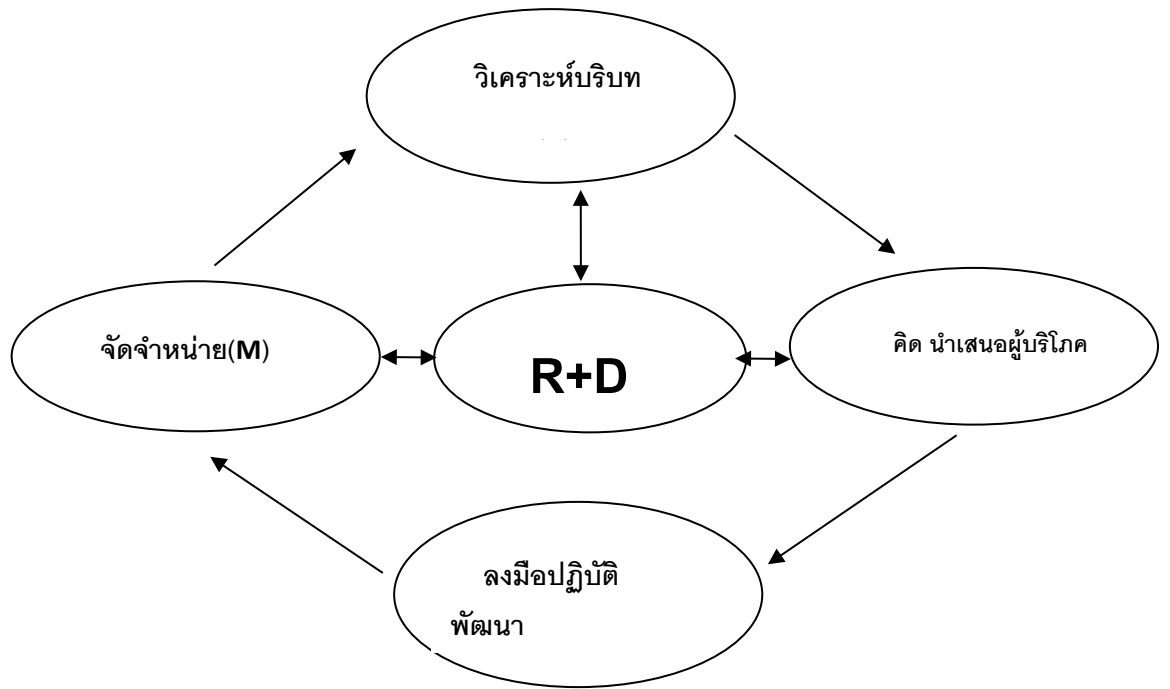 วิเคราะห์บริบท
จัดจำหน่าย(M)
R+D
คิด นำเสนอผู้บริโภค
ลงมือปฏิบัติ
พัฒนา